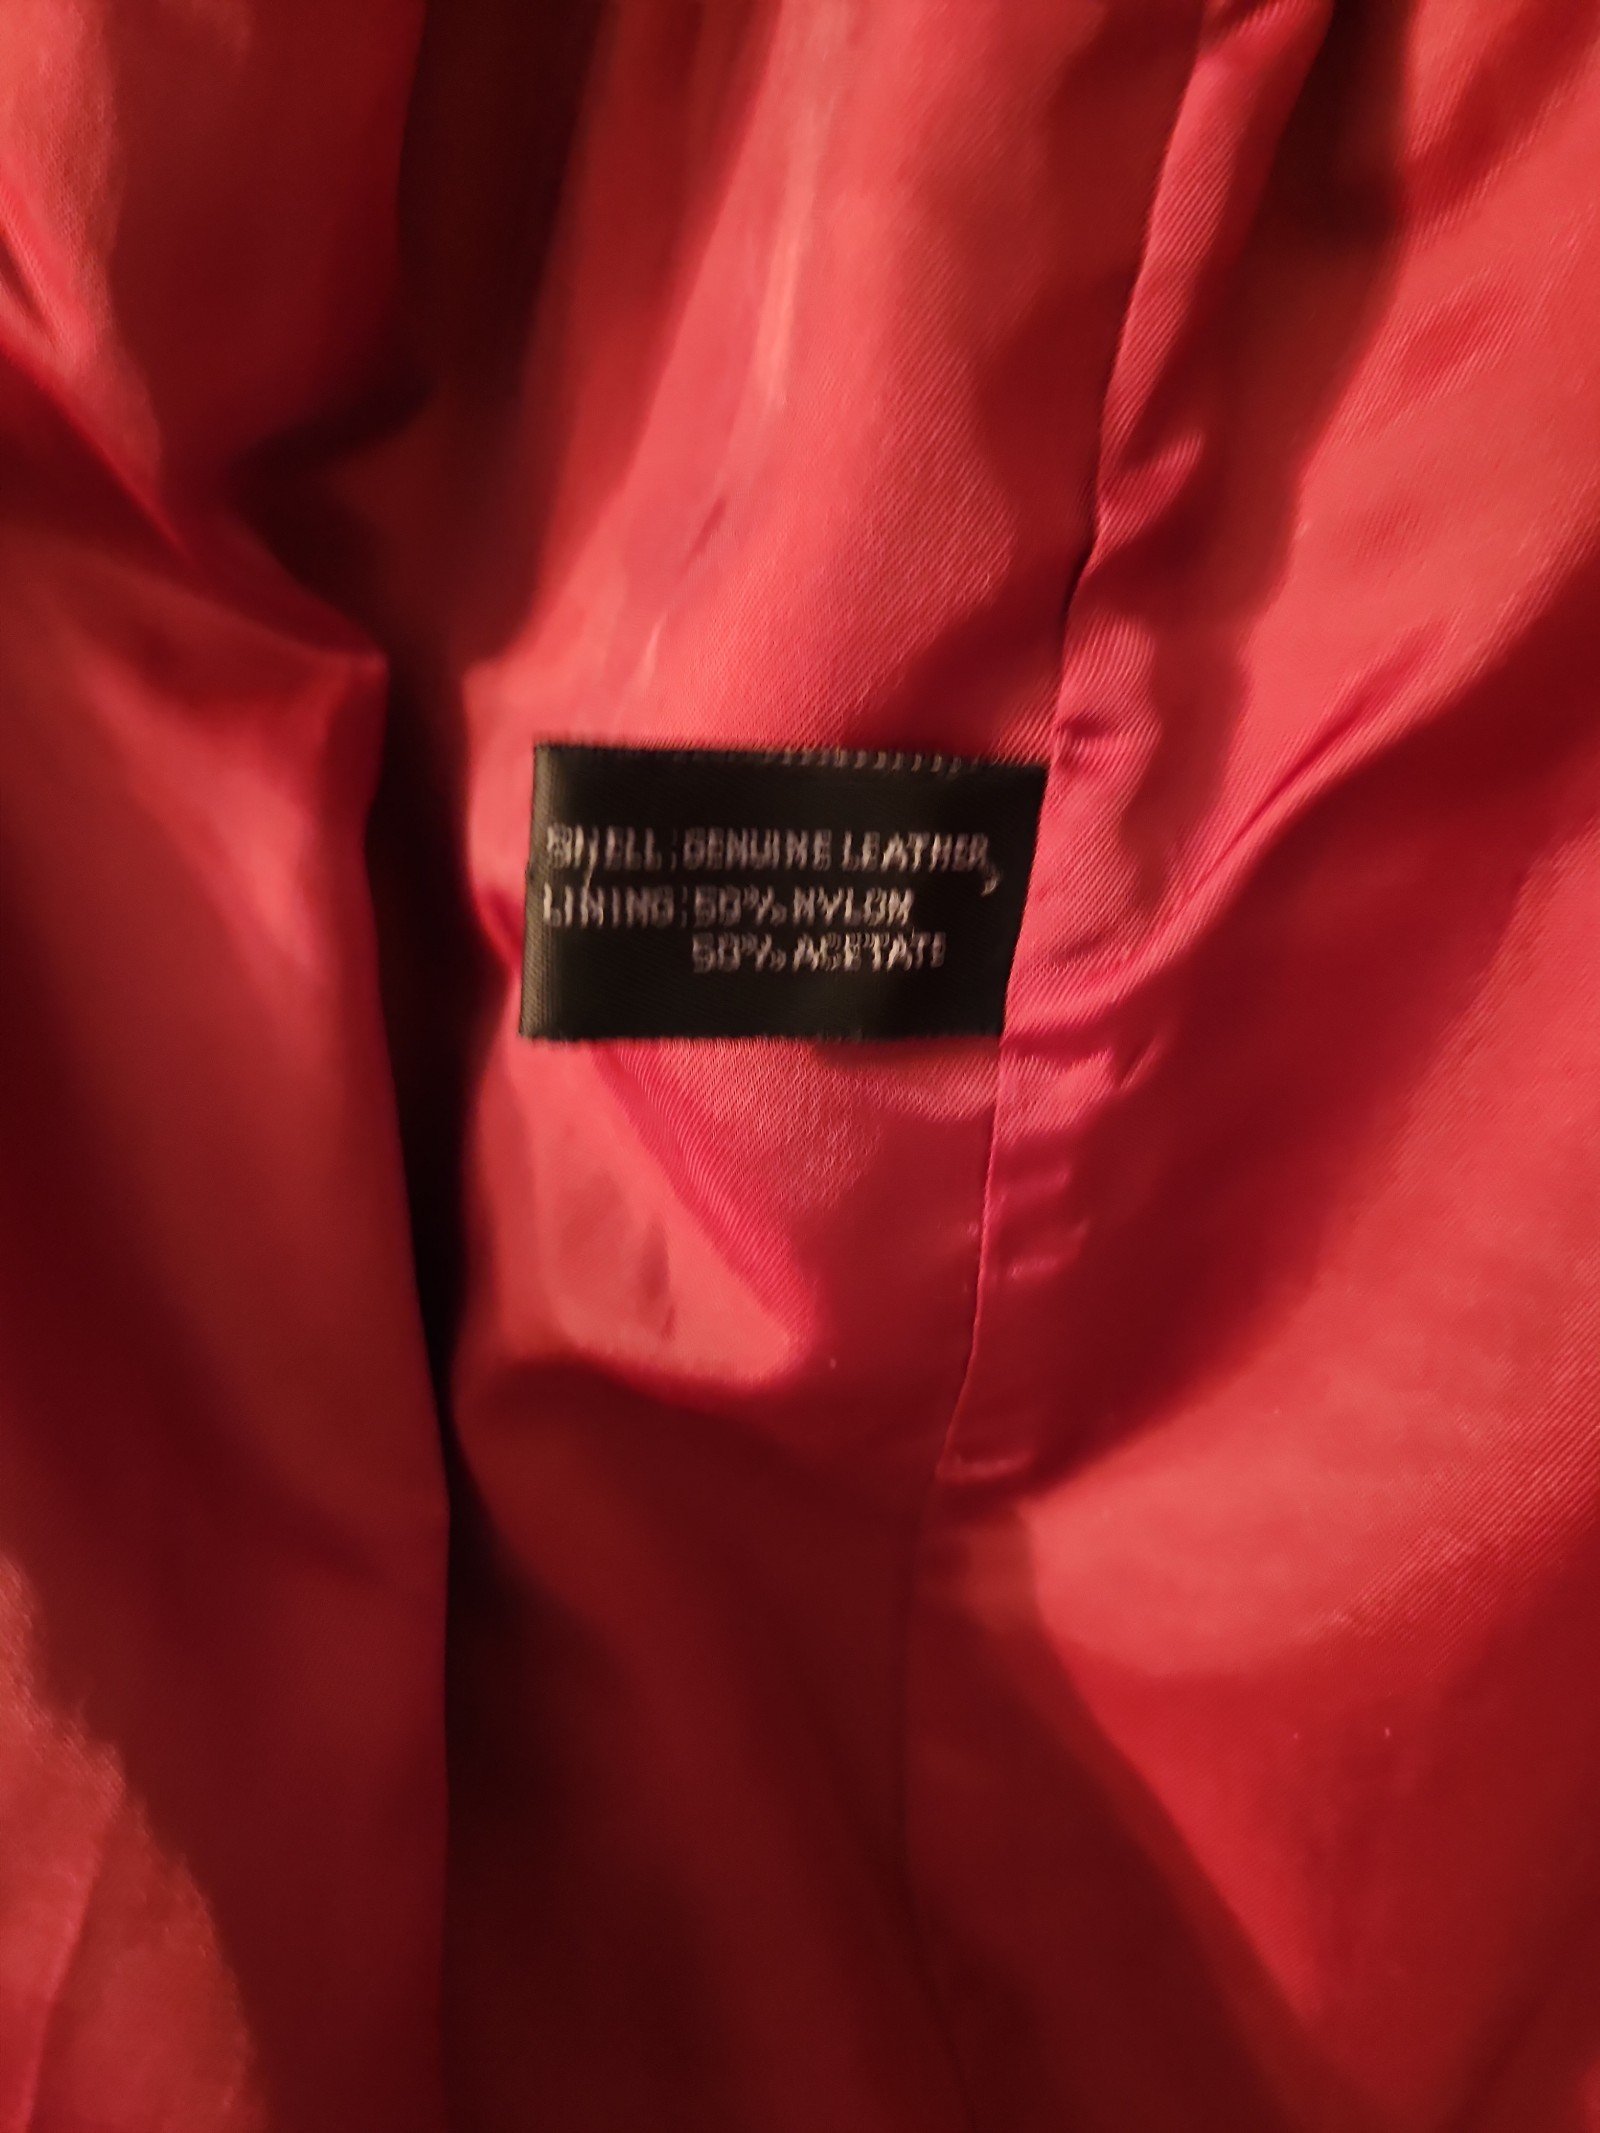 SHELL:GENUINE LEATHER
LINING:50% NYLON
50% ACETATE